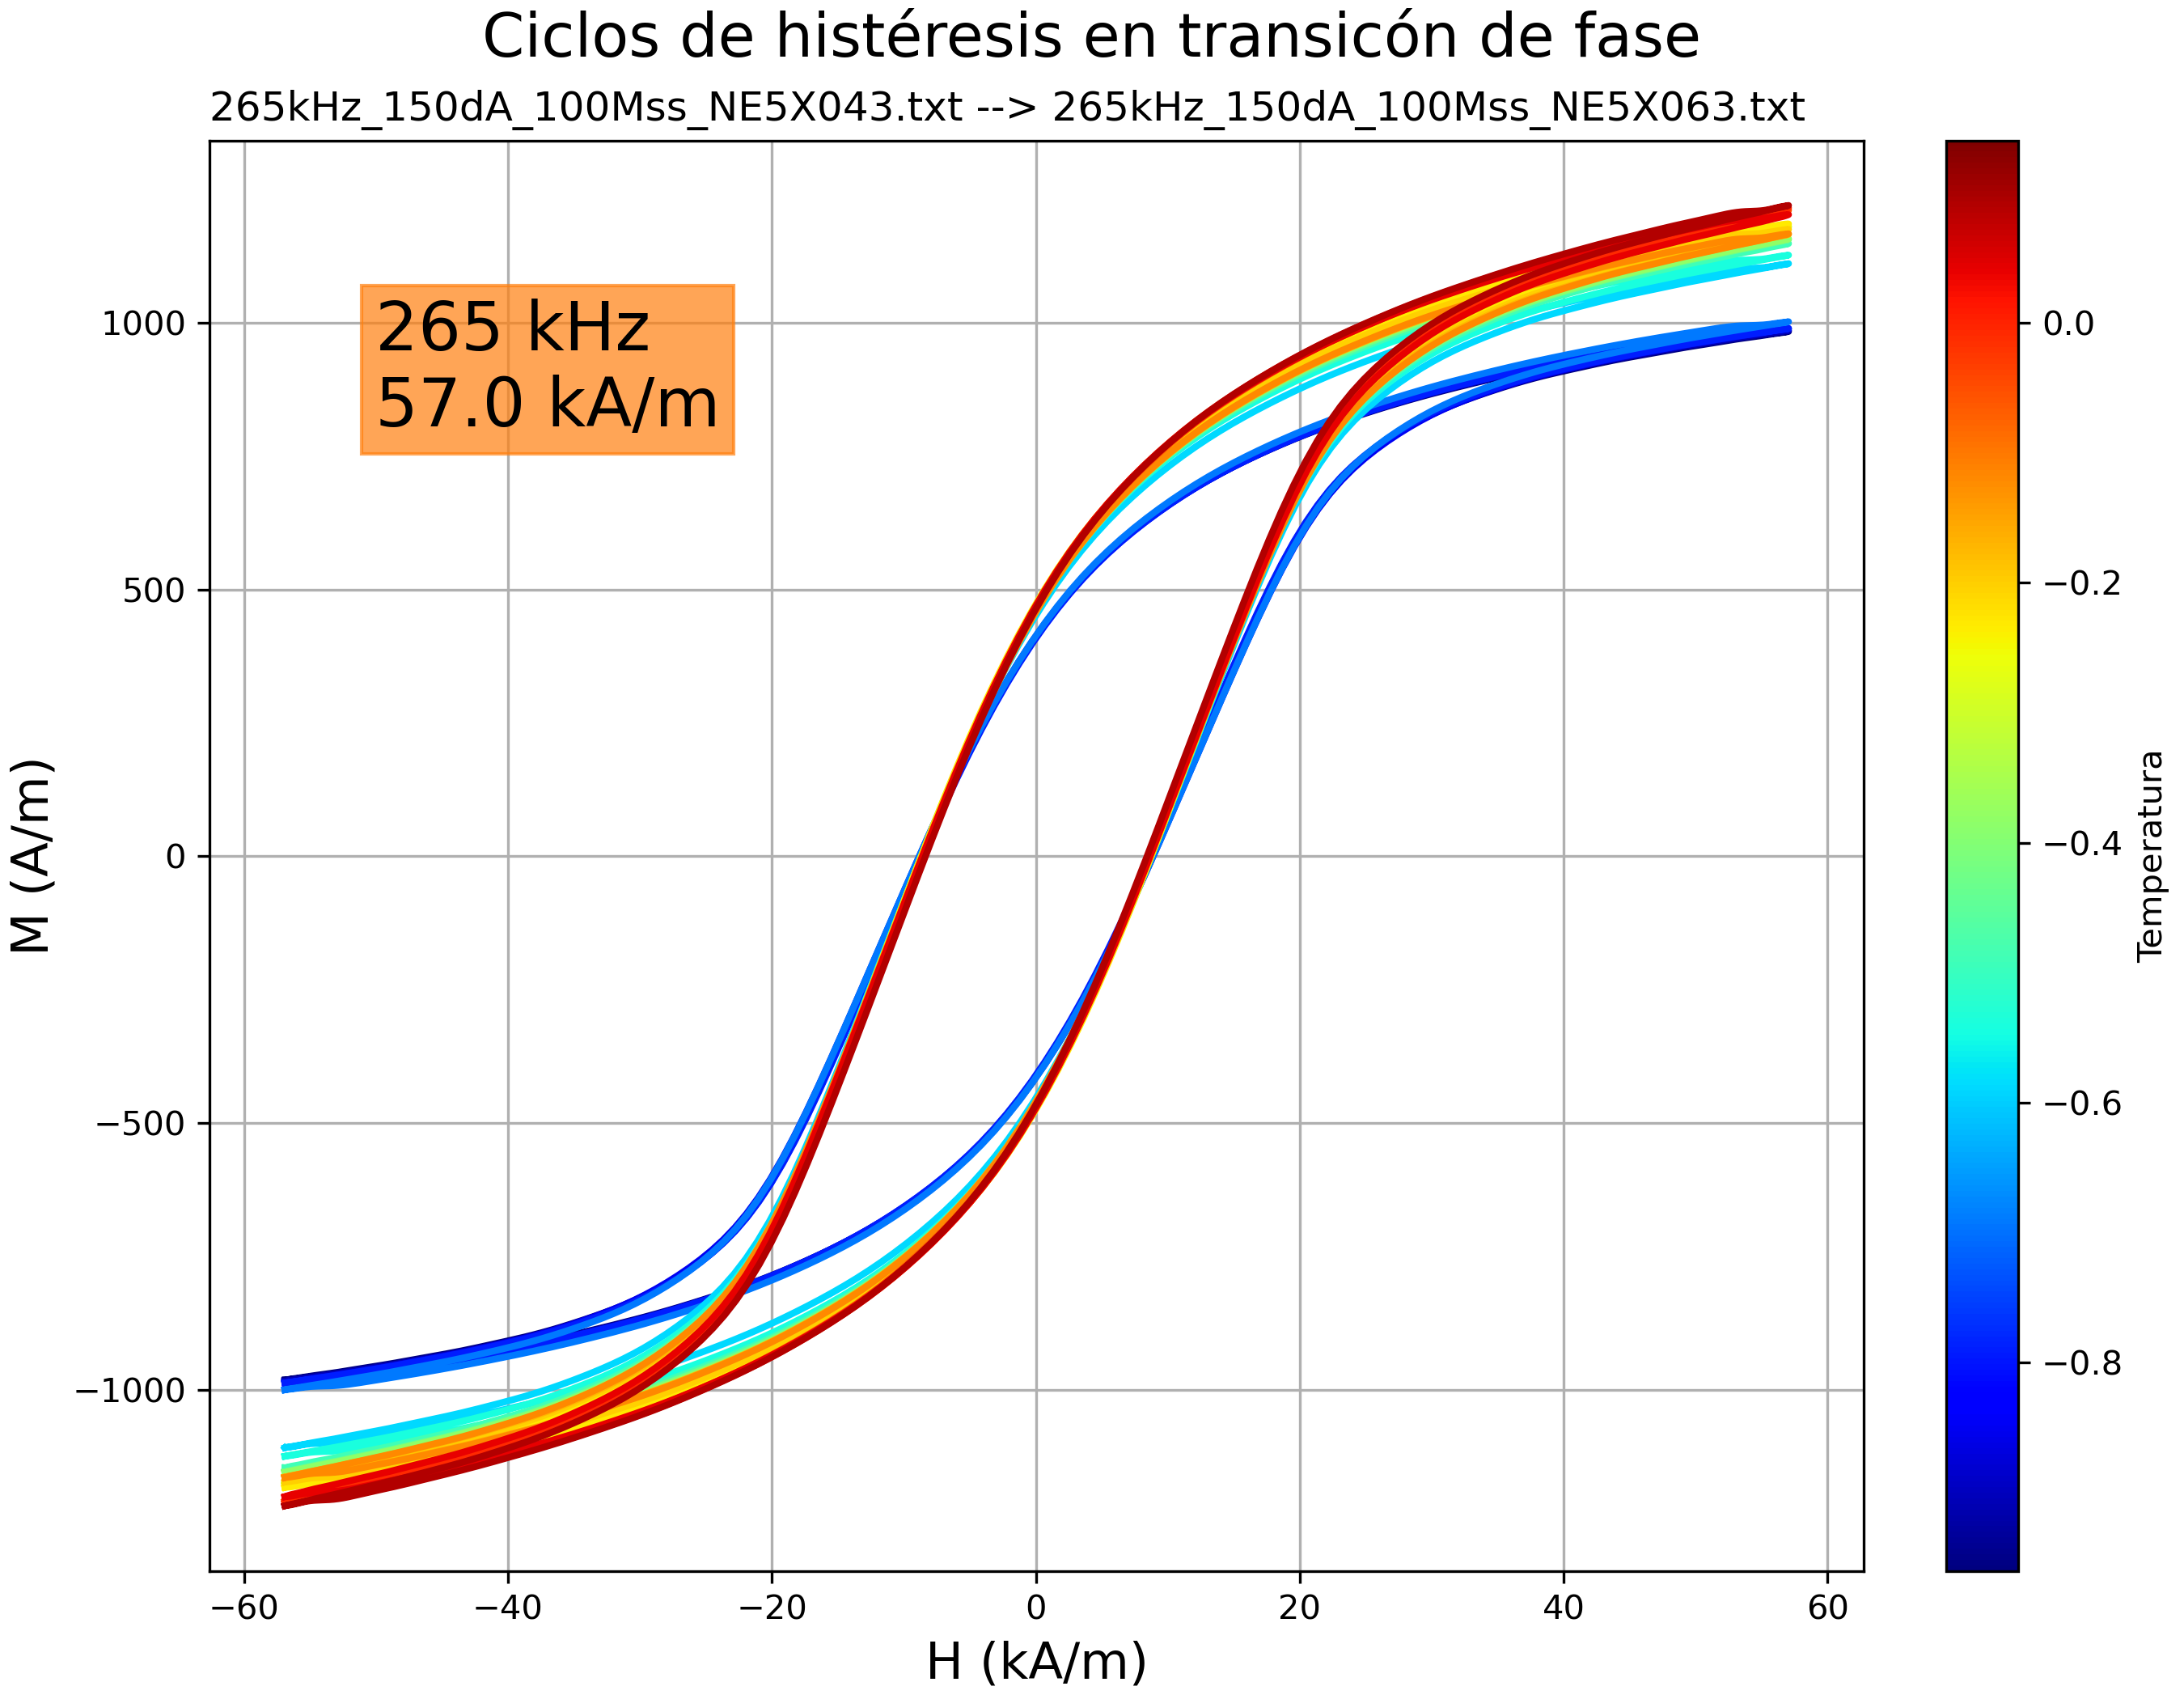 Ciclos de histéresis en transicón de fase
265kHz_150dA_100Mss_NE5X043.txt --> 265kHz_150dA_100Mss_NE5X063.txt
265 kHz
57.0 kA/m
M (A/m)
1000
500
0
−500
−1000
−60
−40
−20
0
20
40
60
H (kA/m)
0.0
−0.2
−0.4
−0.6
−0.8
Temperatura